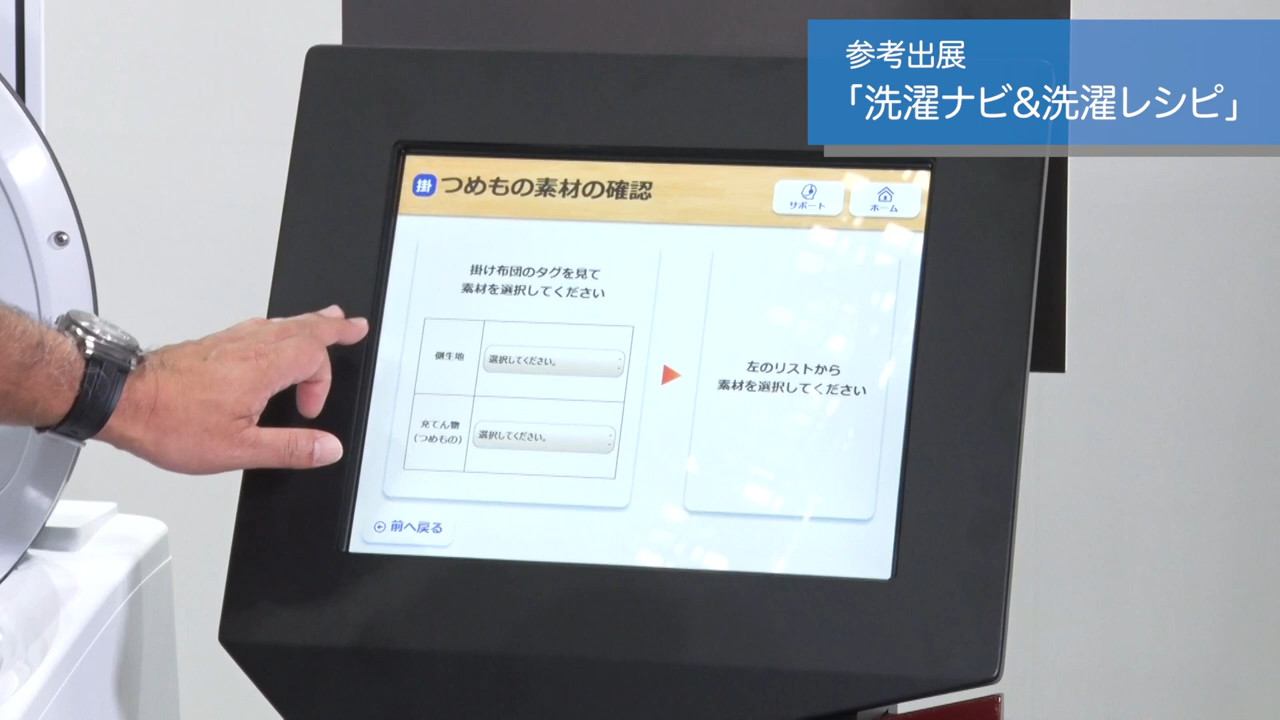 参考出展
「洗濯ナビ&洗濯レシピ」
掛 つめもの素材の確認
サポート
ホーム
掛け布団のタグを見て
素材を選択してください
側生地
選択してください。
充てん物
(つめもの)
選択してください。
左のリストから
素材を選択してください
前へ戻る